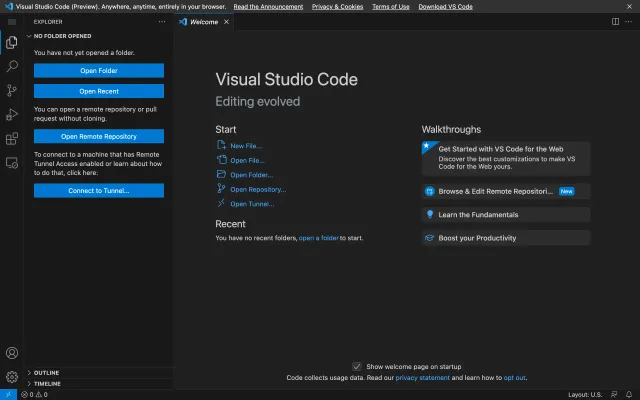 Visual Studio Code (Preview). Anywhere, anytime, entirely in your browser. Read the Announcement Privacy & Cookies Terms of Use Download VS Code
EXPLORER
NO FOLDER OPENED
You have not yet opened a folder.
Open Folder
Open Recent
You can open a remote repository or pull
request without cloning.
Open Remote Repository
To connect to a machine that has Remote
Tunnel Access enabled or learn about how
to do that, click here:
Connect to Tunnel...
OUTLINE
TIMELINE
Welcome
Visual Studio Code
Editing evolved
Start
New File...
Open File...
Open Folder...
Open Repository...
Open Tunnel...
Recent
You have no recent folders, open a folder to start.
Walkthroughs
Get Started with VS Code for the Web
Discover the best customizations to make VS
Code for the Web yours.
Browse & Edit Remote Repositori... New
Learn the Fundamentals
Boost your Productivity
Show welcome page on startup
Code collects usage data. Read our privacy statement and learn how to opt out.
0 0
Layout: U.S.